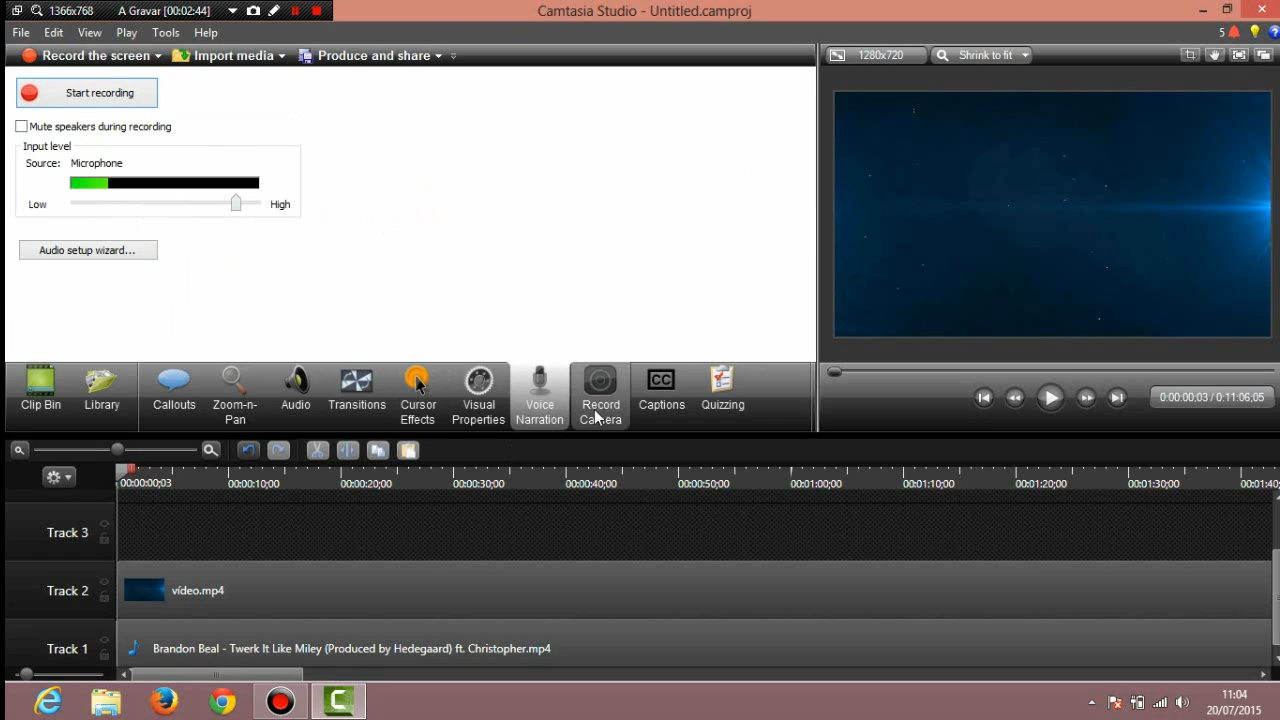 1366x768 A Gravar [00:02:44] Camtasia Studio - Untitled.camproj
File Edit View Play Tools Help 5
Record the screen Import media Produce and share 1280x720 Shrink to fit
Start recording
Mute speakers during recording
Input level
Source: Microphone
Low High
Audio setup wizard...
Clip Bin Library Callouts Zoom-n-Pan Audio Transitions Cursor Effects Visual Properties Voice Narration Record Camera Captions Quizzing
CC
0:00:00;03 / 0:11:06;05
00:00:00;03 00:00:10;00 00:00:20;00 00:00:30;00 00:00:40;00 00:00:50;00 00:01:00;00 00:01:10;00 00:01:20;00 00:01:30;00 00:01:40
Track 3
Track 2 vídeo.mp4
Track 1 Brandon Beal - Twerk It Like Miley (Produced by Hedegaard) ft. Christopher.mp4
11:04
20/07/2015